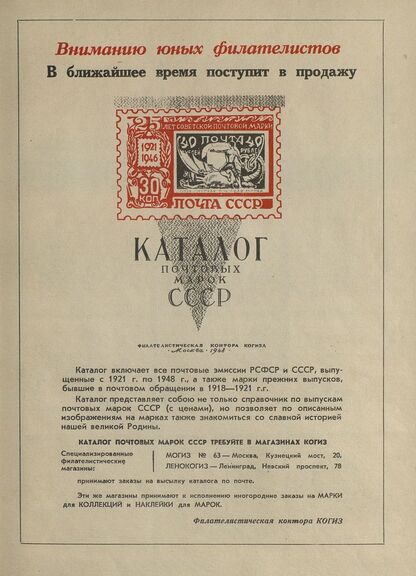 Вниманию юных филателистов
В ближайшее время поступит в продажу
25
ЛЕТ СОВЕТСКОЙ ПОЧТОВОЙ МАРКИ
1921
1946
40 ПОЧТА 40
РУБЛЕЙ
30
КОП
ПОЧТА СССР
КАТАЛОГ
ПОЧТОВЫХ
МАРОК
СССР
ФИЛАТЕЛИСТИЧЕСКАЯ КОНТОРА КОГИЗА
Москва · 1948
Каталог включает все почтовые эмиссии РСФСР и СССР, выпу-
щенные с 1921 г. по 1948 г., а также марки прежних выпусков,
бывшие в почтовом обращении в 1918—1921 г.г.
Каталог представляет собою не только справочник по выпускам
почтовых марок СССР (с ценами), но позволяет по описанным
изображениям на марках также знакомиться со славной историей
нашей великой Родины.
КАТАЛОГ ПОЧТОВЫХ МАРОК СССР ТРЕБУЙТЕ В МАГАЗИНАХ КОГИЗ
Специализированные
филателистические
магазины:
МОГИЗ № 63 — Москва, Кузнецкий мост, 20,
ЛЕНОКОГИЗ — Ленинград, Невский проспект, 78
принимают заказы на высылку каталога по почте.
Эти же магазины принимают к исполнению иногородние заказы на МАРКИ
для КОЛЛЕКЦИЙ и НАКЛЕЙКИ для МАРОК.
Филателистическая контора КОГИЗ